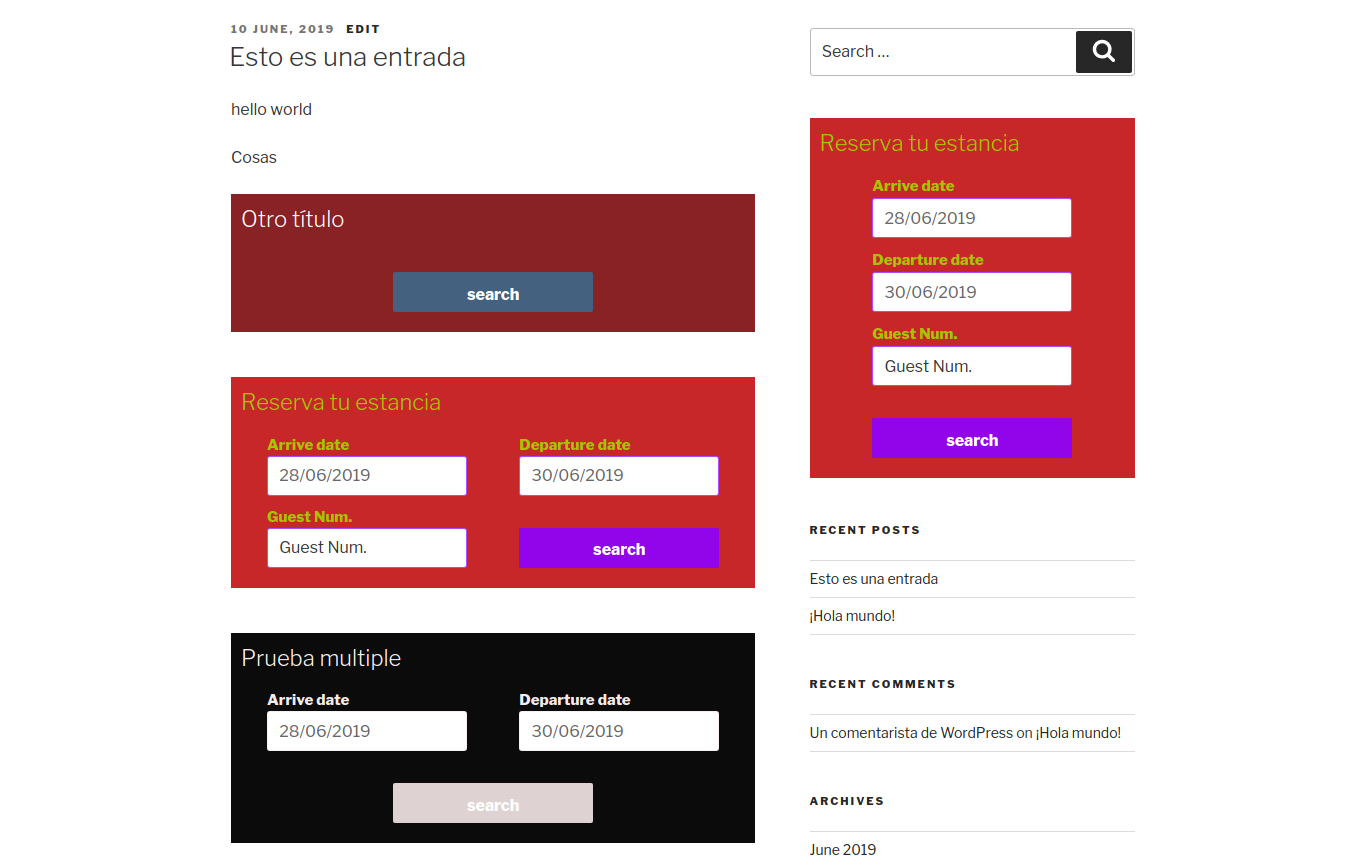 10 JUNE, 2019 EDIT
Esto es una entrada
hello world
Cosas
Otro título
search
Reserva tu estancia
Arrive date Departure date
28/06/2019 30/06/2019
Guest Num.
Guest Num. search
Prueba multiple
Arrive date Departure date
28/06/2019 30/06/2019
search
Search …
Reserva tu estancia
Arrive date
28/06/2019
Departure date
30/06/2019
Guest Num.
Guest Num.
search
RECENT POSTS
Esto es una entrada
¡Hola mundo!
RECENT COMMENTS
Un comentarista de WordPress on ¡Hola mundo!
ARCHIVES
June 2019